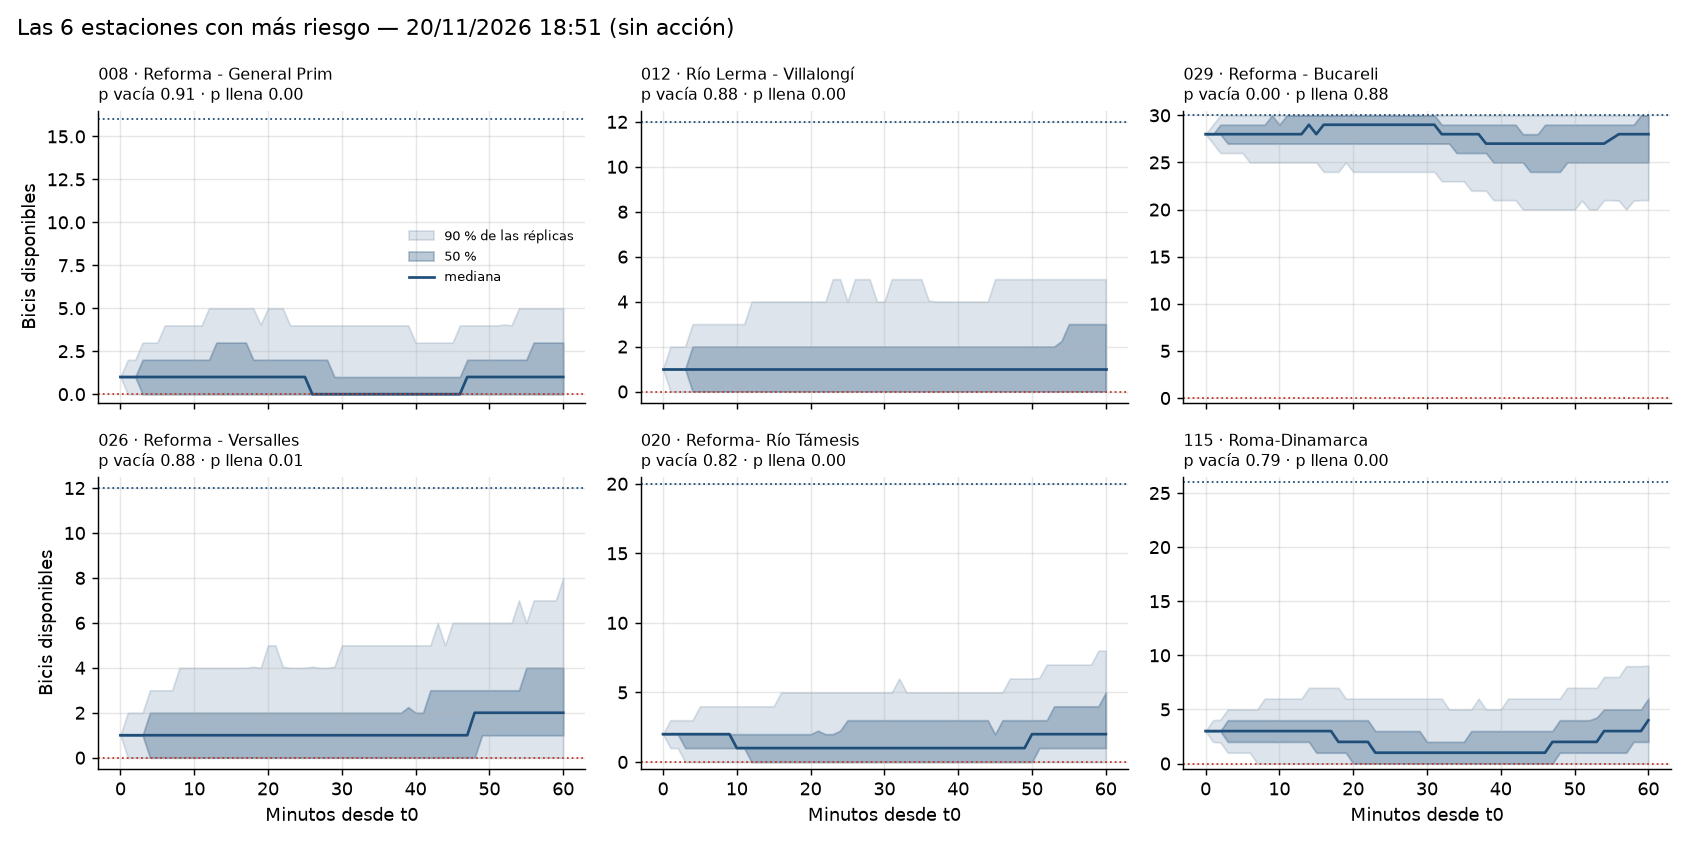 Las 6 estaciones con más riesgo — 20/11/2026 18:51 (sin acción)
008 · Reforma - General Prim
p vacía 0.91 · p llena 0.00
15.0
12.5
10.0
7.5
5.0
2.5
0.0
Bicis disponibles
90 % de las réplicas
50 %
mediana
012 · Río Lerma - Villalongí
p vacía 0.88 · p llena 0.00
12
10
8
6
4
2
0
029 · Reforma - Bucareli
p vacía 0.00 · p llena 0.88
30
25
20
15
10
5
0
026 · Reforma - Versalles
p vacía 0.88 · p llena 0.01
12
10
8
6
4
2
0
Bicis disponibles
0 10 20 30 40 50 60
Minutos desde t0
020 · Reforma- Río Támesis
p vacía 0.82 · p llena 0.00
20
15
10
5
0
0 10 20 30 40 50 60
Minutos desde t0
115 · Roma-Dinamarca
p vacía 0.79 · p llena 0.00
25
20
15
10
5
0
0 10 20 30 40 50 60
Minutos desde t0